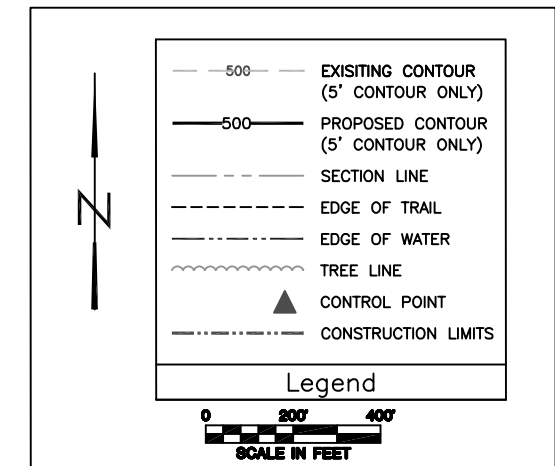 500 EXISITING CONTOUR
(5' CONTOUR ONLY)
500 PROPOSED CONTOUR
(5' CONTOUR ONLY)
SECTION LINE
EDGE OF TRAIL
EDGE OF WATER
TREE LINE
CONTROL POINT
CONSTRUCTION LIMITS
N
Legend
0 200' 400'
SCALE IN FEET